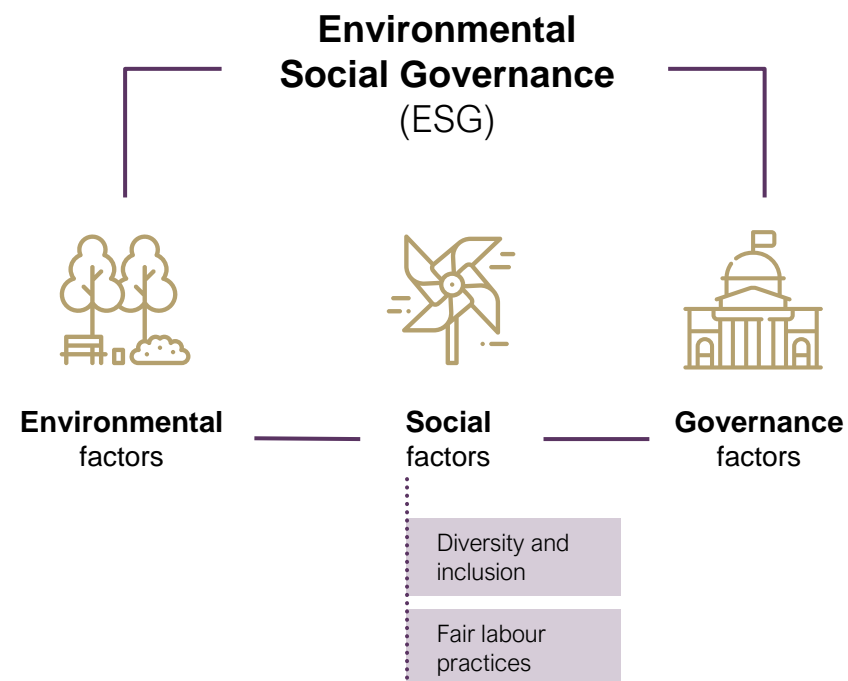 Environmental
Social Governance
(ESG)
Environmental
factors
Social
factors
Governance
factors
Diversity and
inclusion
Fair labour
practices